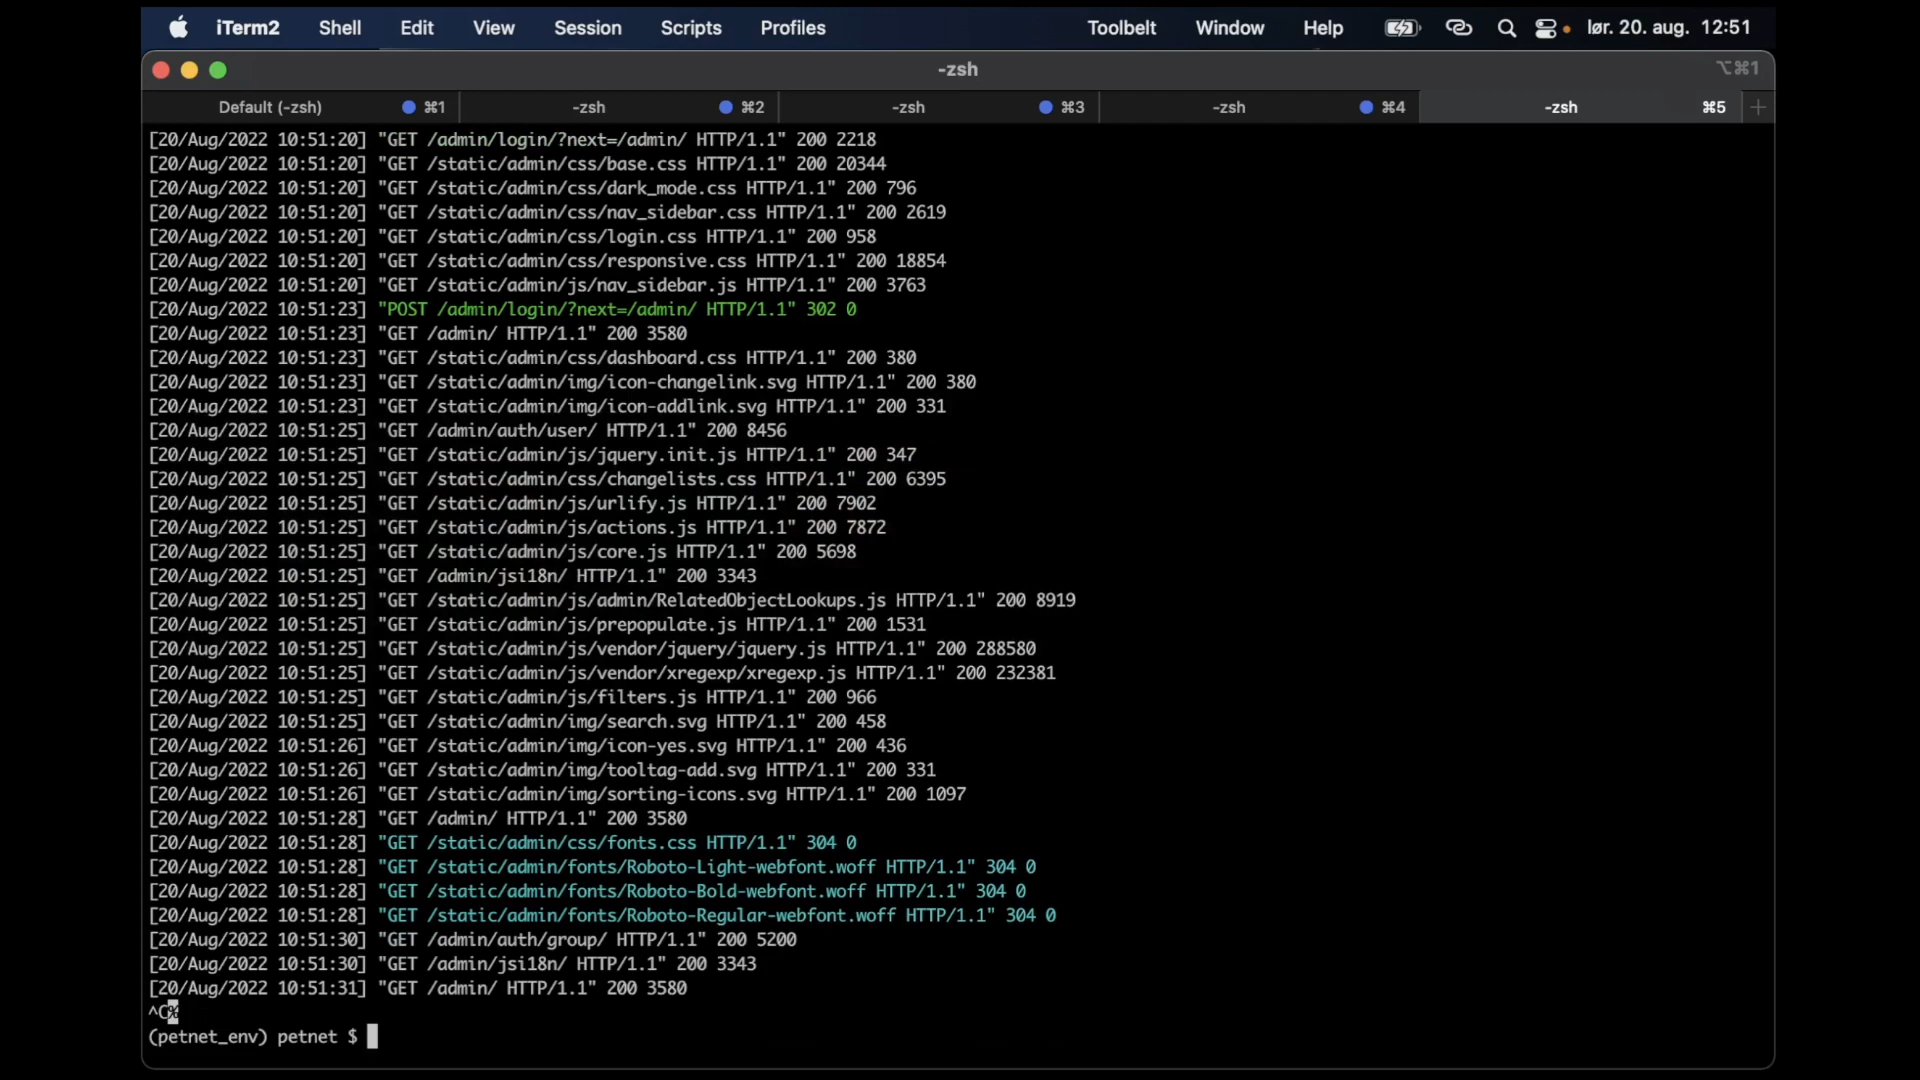 iTerm2 Shell Edit View Session Scripts Profiles Toolbelt Window Help lør. 20. aug. 12:51
-zsh ⌥⌘1
Default (-zsh) ⌘1 -zsh ⌘2 -zsh ⌘3 -zsh ⌘4 -zsh ⌘5 +
[20/Aug/2022 10:51:20] "GET /admin/login/?next=/admin/ HTTP/1.1" 200 2218
[20/Aug/2022 10:51:20] "GET /static/admin/css/base.css HTTP/1.1" 200 20344
[20/Aug/2022 10:51:20] "GET /static/admin/css/dark_mode.css HTTP/1.1" 200 796
[20/Aug/2022 10:51:20] "GET /static/admin/css/nav_sidebar.css HTTP/1.1" 200 2619
[20/Aug/2022 10:51:20] "GET /static/admin/css/login.css HTTP/1.1" 200 958
[20/Aug/2022 10:51:20] "GET /static/admin/css/responsive.css HTTP/1.1" 200 18854
[20/Aug/2022 10:51:20] "GET /static/admin/js/nav_sidebar.js HTTP/1.1" 200 3763
[20/Aug/2022 10:51:23] "POST /admin/login/?next=/admin/ HTTP/1.1" 302 0
[20/Aug/2022 10:51:23] "GET /admin/ HTTP/1.1" 200 3580
[20/Aug/2022 10:51:23] "GET /static/admin/css/dashboard.css HTTP/1.1" 200 380
[20/Aug/2022 10:51:23] "GET /static/admin/img/icon-changelink.svg HTTP/1.1" 200 380
[20/Aug/2022 10:51:23] "GET /static/admin/img/icon-addlink.svg HTTP/1.1" 200 331
[20/Aug/2022 10:51:25] "GET /admin/auth/user/ HTTP/1.1" 200 8456
[20/Aug/2022 10:51:25] "GET /static/admin/js/jquery.init.js HTTP/1.1" 200 347
[20/Aug/2022 10:51:25] "GET /static/admin/css/changelists.css HTTP/1.1" 200 6395
[20/Aug/2022 10:51:25] "GET /static/admin/js/urlify.js HTTP/1.1" 200 7902
[20/Aug/2022 10:51:25] "GET /static/admin/js/actions.js HTTP/1.1" 200 7872
[20/Aug/2022 10:51:25] "GET /static/admin/js/core.js HTTP/1.1" 200 5698
[20/Aug/2022 10:51:25] "GET /admin/jsi18n/ HTTP/1.1" 200 3343
[20/Aug/2022 10:51:25] "GET /static/admin/js/admin/RelatedObjectLookups.js HTTP/1.1" 200 8919
[20/Aug/2022 10:51:25] "GET /static/admin/js/prepopulate.js HTTP/1.1" 200 1531
[20/Aug/2022 10:51:25] "GET /static/admin/js/vendor/jquery/jquery.js HTTP/1.1" 200 288580
[20/Aug/2022 10:51:25] "GET /static/admin/js/vendor/xregexp/xregexp.js HTTP/1.1" 200 232381
[20/Aug/2022 10:51:25] "GET /static/admin/js/filters.js HTTP/1.1" 200 966
[20/Aug/2022 10:51:25] "GET /static/admin/img/search.svg HTTP/1.1" 200 458
[20/Aug/2022 10:51:26] "GET /static/admin/img/icon-yes.svg HTTP/1.1" 200 436
[20/Aug/2022 10:51:26] "GET /static/admin/img/tooltag-add.svg HTTP/1.1" 200 331
[20/Aug/2022 10:51:26] "GET /static/admin/img/sorting-icons.svg HTTP/1.1" 200 1097
[20/Aug/2022 10:51:28] "GET /admin/ HTTP/1.1" 200 3580
[20/Aug/2022 10:51:28] "GET /static/admin/css/fonts.css HTTP/1.1" 304 0
[20/Aug/2022 10:51:28] "GET /static/admin/fonts/Roboto-Light-webfont.woff HTTP/1.1" 304 0
[20/Aug/2022 10:51:28] "GET /static/admin/fonts/Roboto-Bold-webfont.woff HTTP/1.1" 304 0
[20/Aug/2022 10:51:28] "GET /static/admin/fonts/Roboto-Regular-webfont.woff HTTP/1.1" 304 0
[20/Aug/2022 10:51:30] "GET /admin/auth/group/ HTTP/1.1" 200 5200
[20/Aug/2022 10:51:30] "GET /admin/jsi18n/ HTTP/1.1" 200 3343
[20/Aug/2022 10:51:31] "GET /admin/ HTTP/1.1" 200 3580
^C%
(petnet_env) petnet $